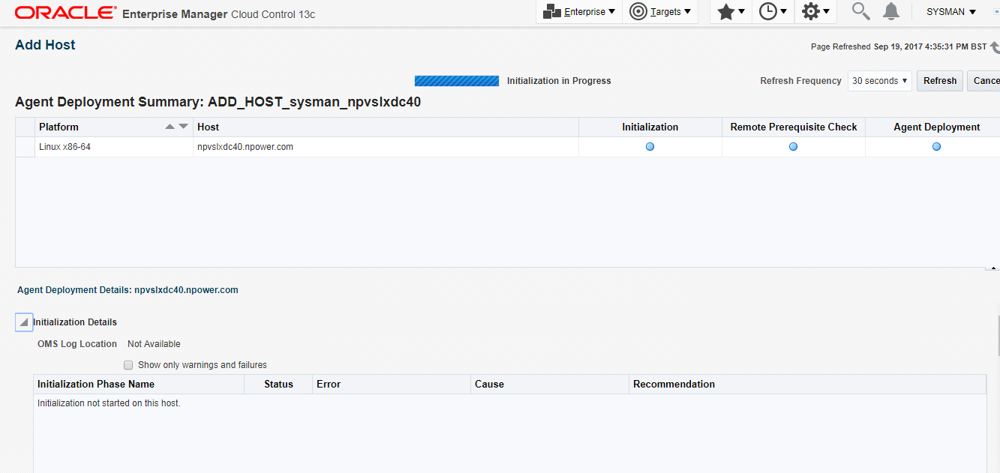 ORACLE Enterprise Manager Cloud Control 13c Enterprise Targets SYSMAN
Add Host Page Refreshed Sep 19, 2017 4:35:31 PM BST
Initialization in Progress Refresh Frequency 30 seconds Refresh Cance
Agent Deployment Summary: ADD_HOST_sysman_npvslxdc40
Platform Host Initialization Remote Prerequisite Check Agent Deployment
Linux x86-64 npvslxdc40.npower.com
Agent Deployment Details: npvslxdc40.npower.com
Initialization Details
OMS Log Location Not Available
Show only warnings and failures
Initialization Phase Name Status Error Cause Recommendation
Initialization not started on this host.